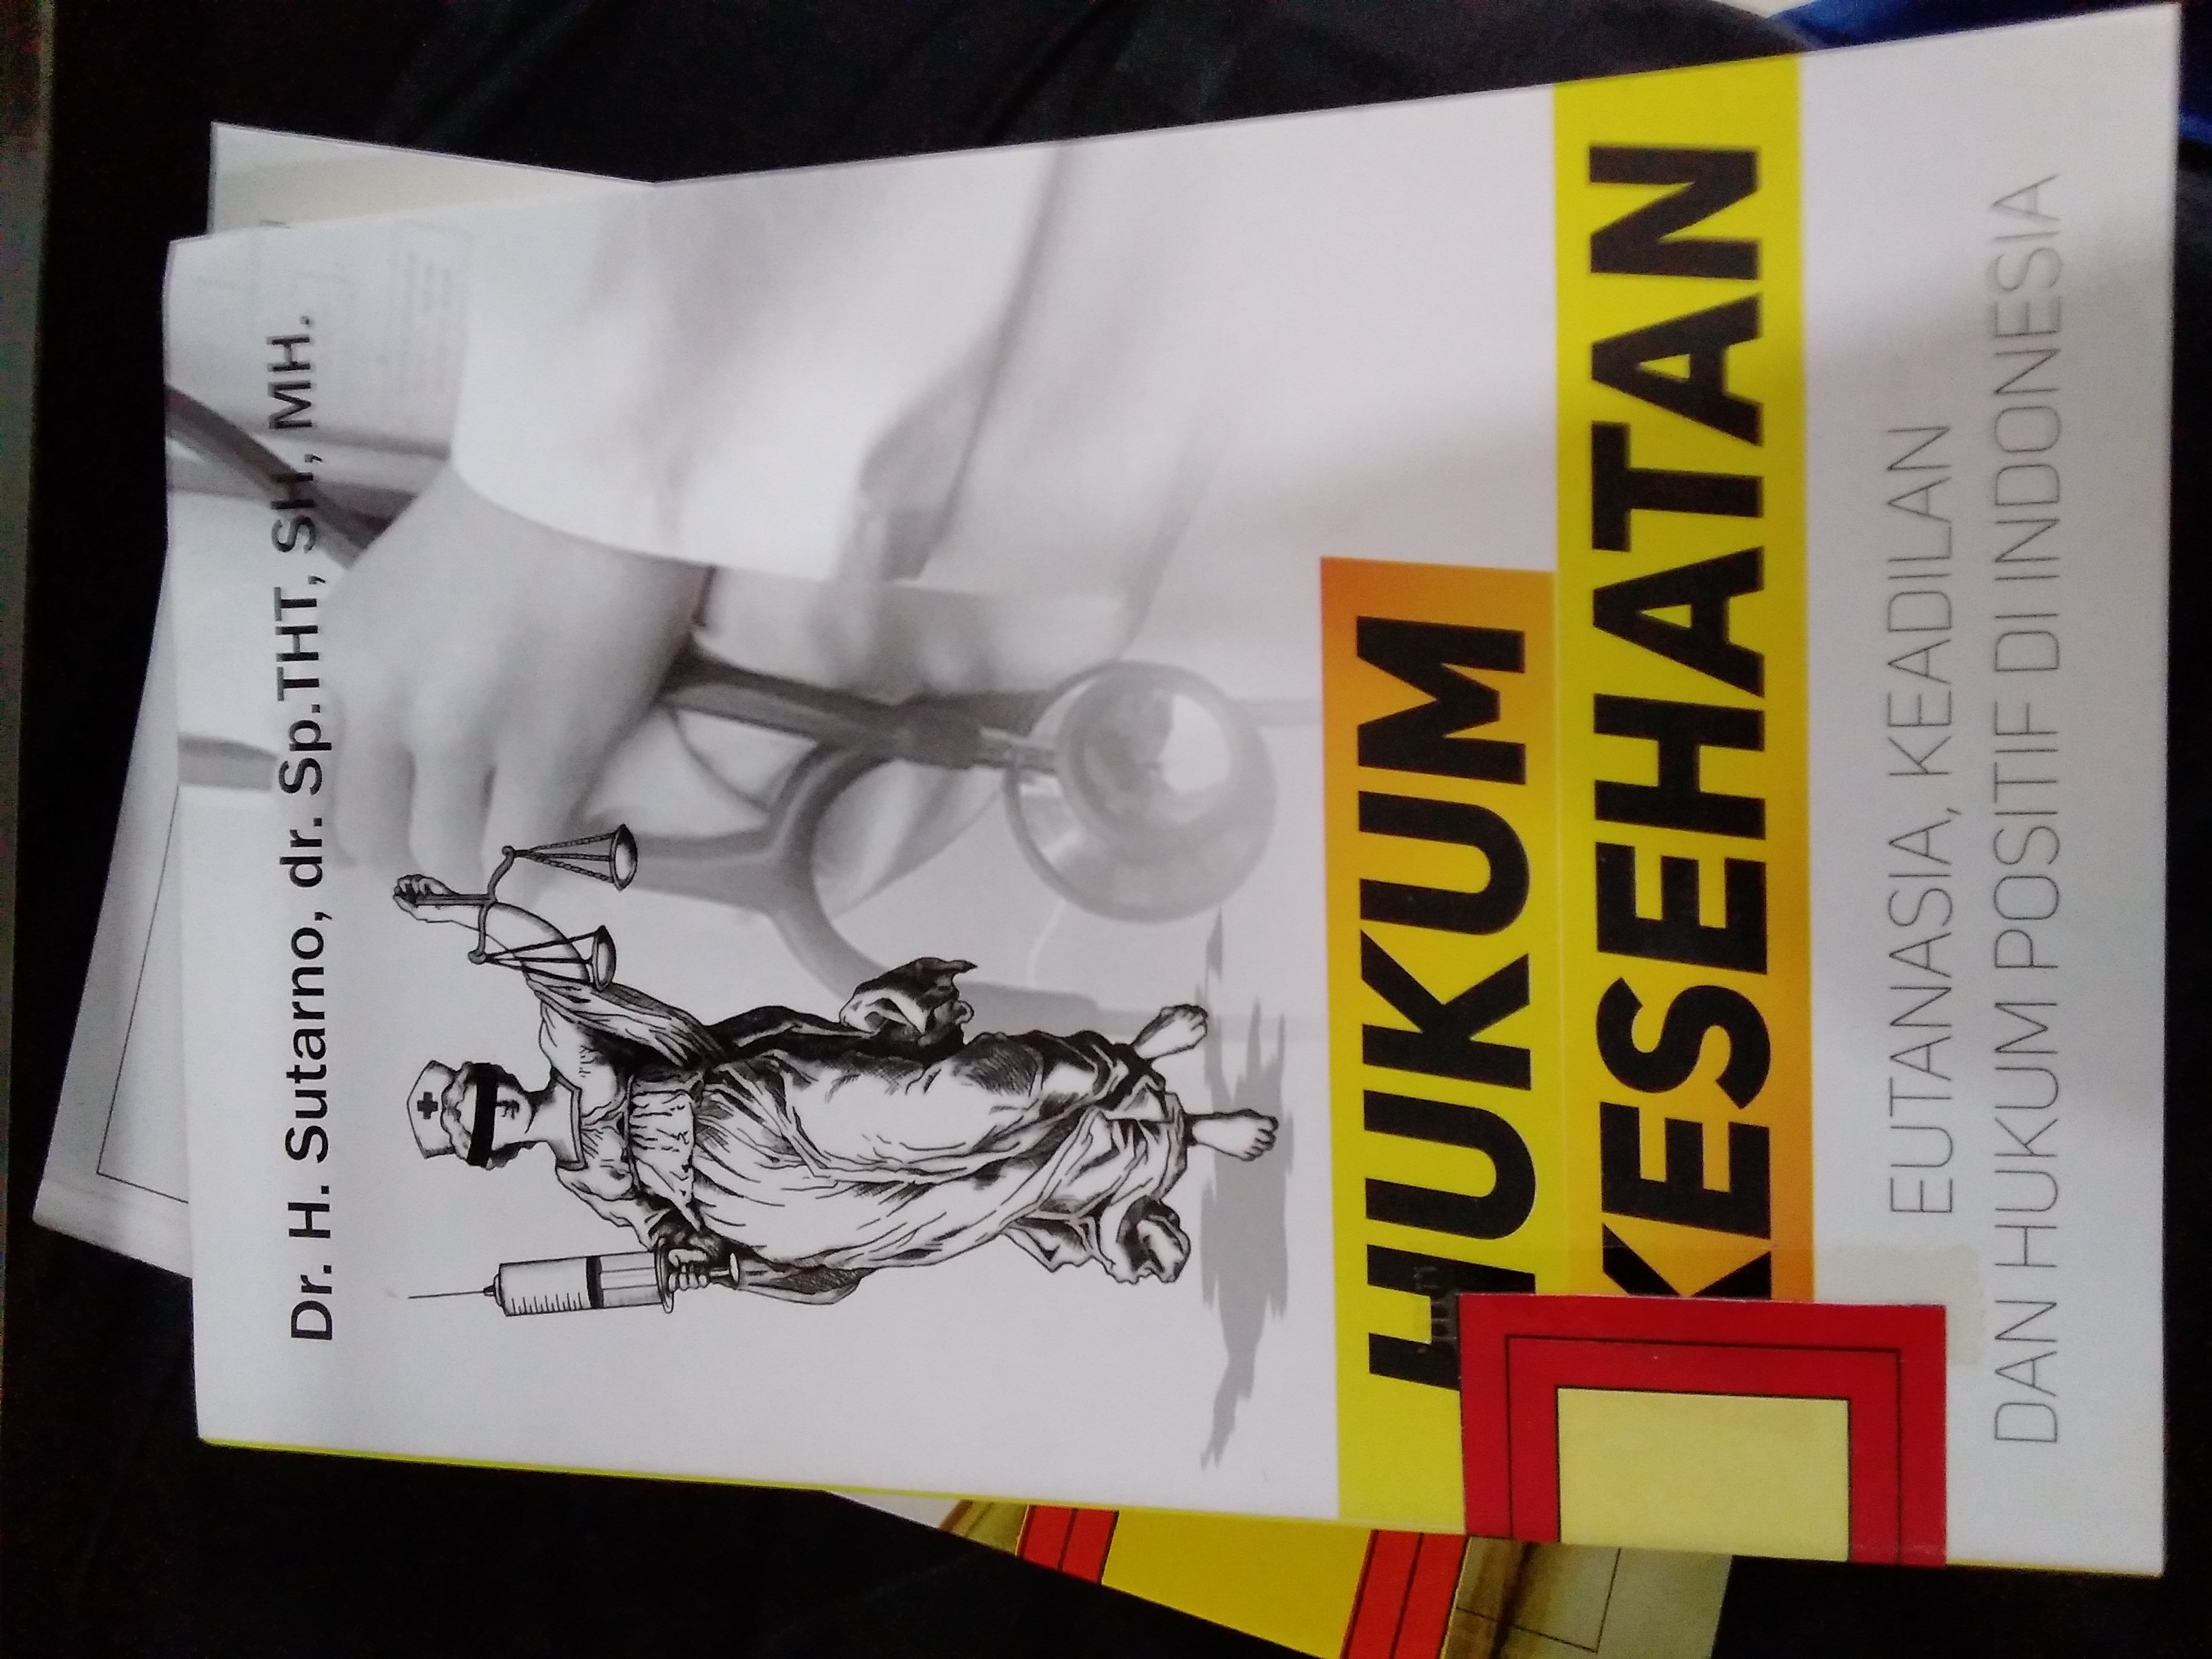 Dr. H. Sutarno, dr. Sp.THT, SH, MH.
HUKUM
KESEHATAN
EUTANASIA, KEADILAN
DAN HUKUM POSITIF DI INDONESIA